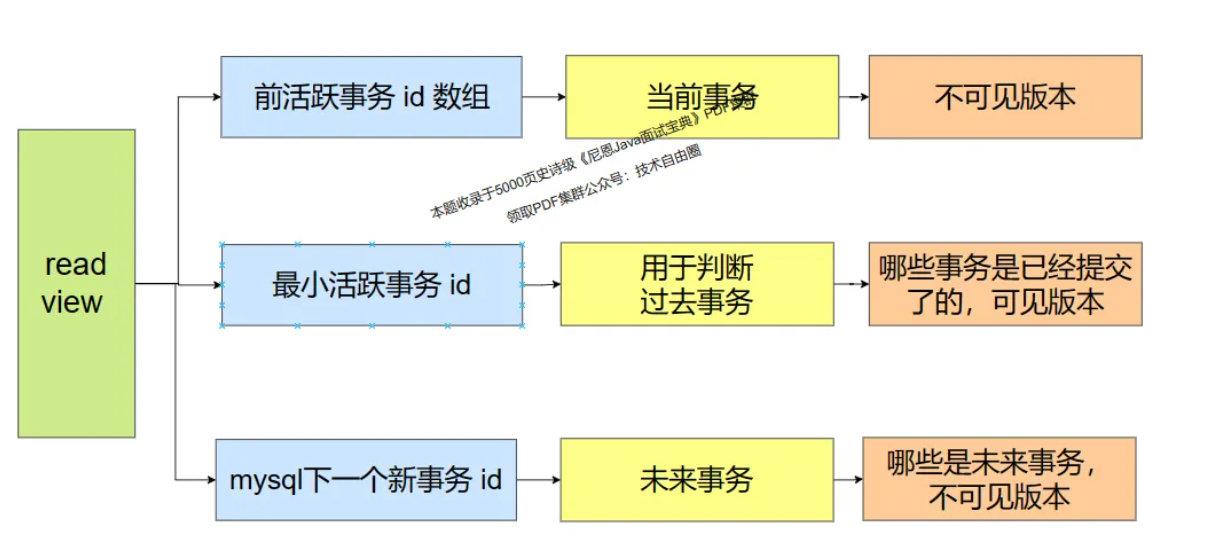 前活跃事务 id 数组
当前事务
不可见版本
本题收录于5000页史诗级《尼恩Java面试宝典》PDF
领取PDF集群公众号：技术自由圈
read
view
最小活跃事务 id
用于判断
过去事务
哪些事务是已经提交
了的，可见版本
mysql下一个新事务 id
未来事务
哪些是未来事务，
不可见版本